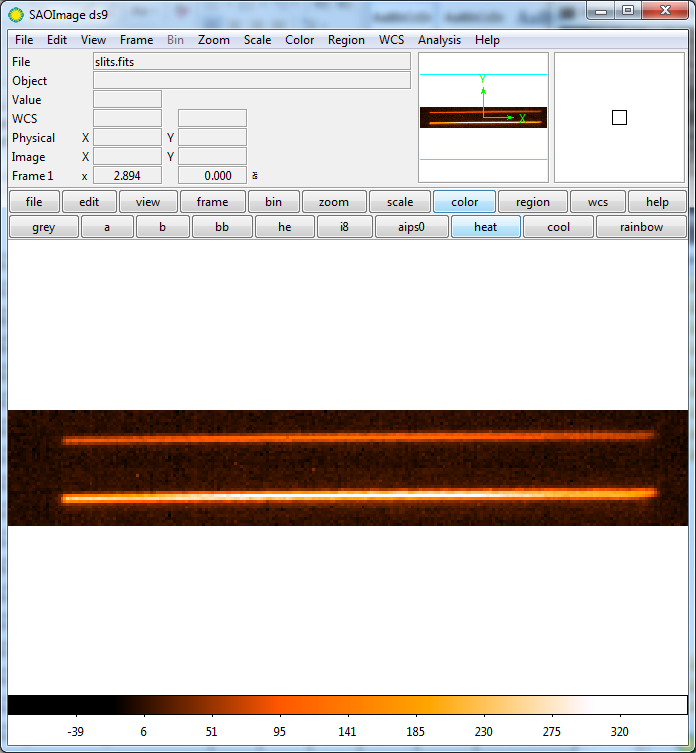 SAOImage ds9
File Edit View Frame Bin Zoom Scale Color Region WCS Analysis Help
File slits.fits
Object
Value
WCS
Physical X Y
Image X Y
Frame 1 x 2.894 0.000
Y
X
file edit view frame bin zoom scale color region wcs help
grey a b bb he i8 aips0 heat cool rainbow
-39 6 51 95 141 185 230 275 320